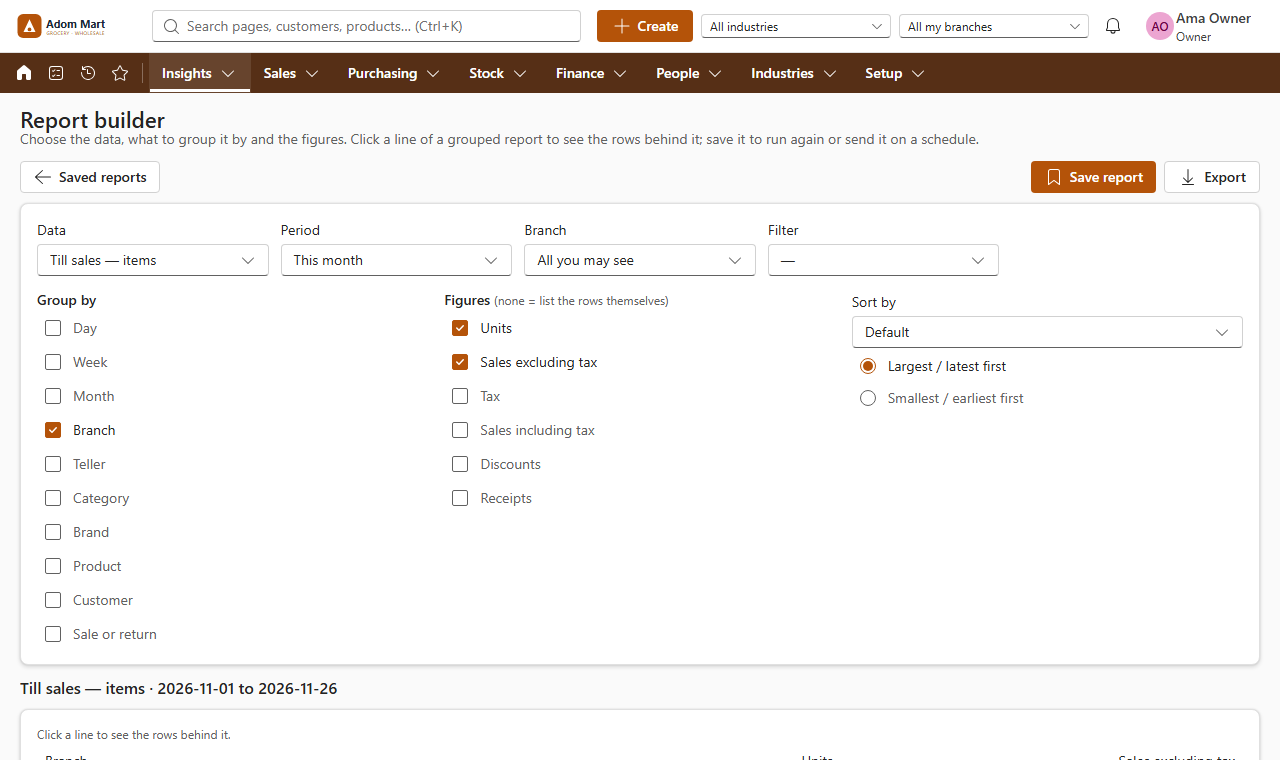 Adom Mart
GROCERY · WHOLESALE
Search pages, customers, products... (Ctrl+K)
Create
All industries
All my branches
AO
Ama Owner
Owner
Insights
Sales
Purchasing
Stock
Finance
People
Industries
Setup
Report builder
Choose the data, what to group it by and the figures. Click a line of a grouped report to see the rows behind it; save it to run again or send it on a schedule.
Saved reports
Save report
Export
Data
Period
Branch
Filter
Till sales — items
This month
All you may see
—
Group by
Day
Week
Month
Branch
Teller
Category
Brand
Product
Customer
Sale or return
Figures (none = list the rows themselves)
Units
Sales excluding tax
Tax
Sales including tax
Discounts
Receipts
Sort by
Default
Largest / latest first
Smallest / earliest first
Till sales — items · 2026-11-01 to 2026-11-26
Click a line to see the rows behind it.
Branch
Units
Sales excluding tax